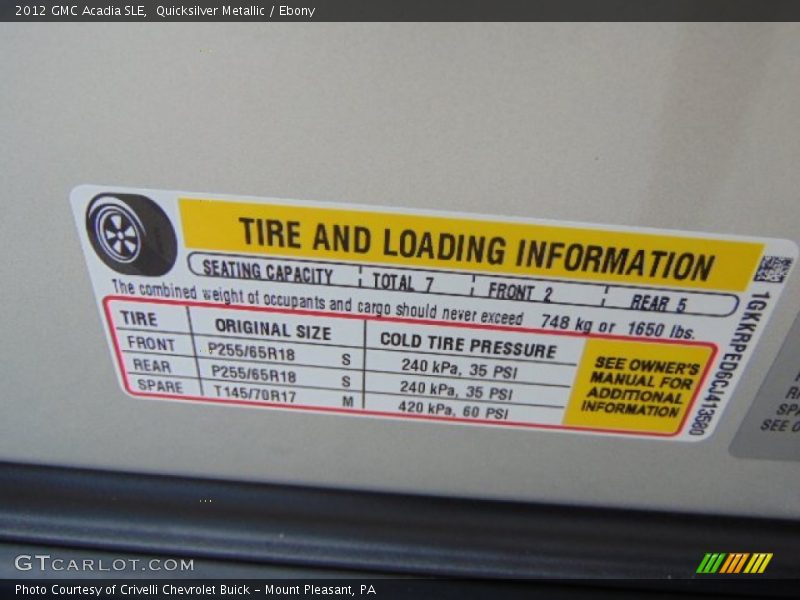 2012 GMC Acadia SLE, Quicksilver Metallic / Ebony
TIRE AND LOADING INFORMATION
SEATING CAPACITY TOTAL 7 FRONT 2 REAR 5
The combined weight of occupants and cargo should never exceed 748 kg or 1650 lbs.
TIRE ORIGINAL SIZE COLD TIRE PRESSURE
FRONT P255/65R18 S 240 kPa, 35 PSI
REAR P255/65R18 S 240 kPa, 35 PSI
SPARE T145/70R17 M 420 kPa, 60 PSI
SEE OWNER'S
MANUAL FOR
ADDITIONAL
INFORMATION
1GKKRPED6CJ413580
SEE O
GTCARLOT.COM
Photo Courtesy of Crivelli Chevrolet Buick - Mount Pleasant, PA